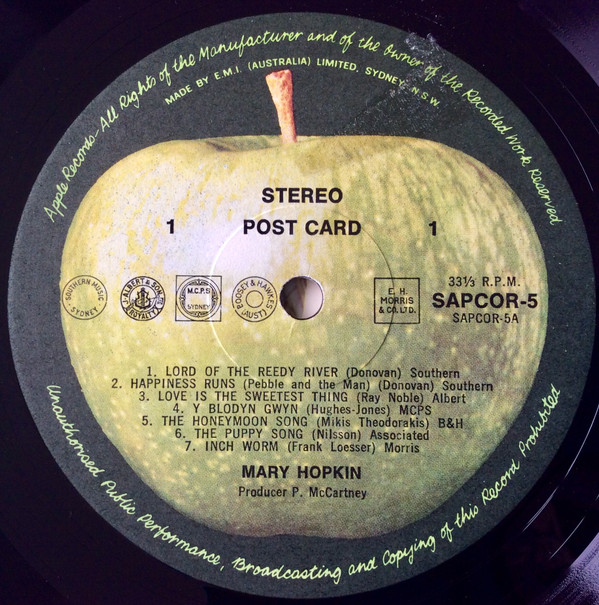 Apple Records-All Rights of the Manufacturer and of the Owner of the Recorded Work Reserved
MADE BY E.M.I. (AUSTRALIA) LIMITED, SYDNEY, N.S.W.
STEREO
1 POST CARD 1
SOUTHERN MUSIC SYDNEY
J. ALBERT & SON ROYALTY
M.C.P.S SYDNEY
BOOSEY & HAWKES (AUST)
E. H.
MORRIS
& CO. LTD.
33⅓ R.P.M.
SAPCOR-5
SAPCOR-5A
1. LORD OF THE REEDY RIVER (Donovan) Southern
2. HAPPINESS RUNS (Pebble and the Man) (Donovan) Southern
3. LOVE IS THE SWEETEST THING (Ray Noble) Albert
4. Y BLODYN GWYN (Hughes-Jones) MCPS
5. THE HONEYMOON SONG (Mikis Theodorakis) B&H
6. THE PUPPY SONG (Nilsson) Associated
7. INCH WORM (Frank Loesser) Morris
MARY HOPKIN
Producer P. McCartney
Unauthorised Public Performance, Broadcasting and Copying of this Record Prohibited